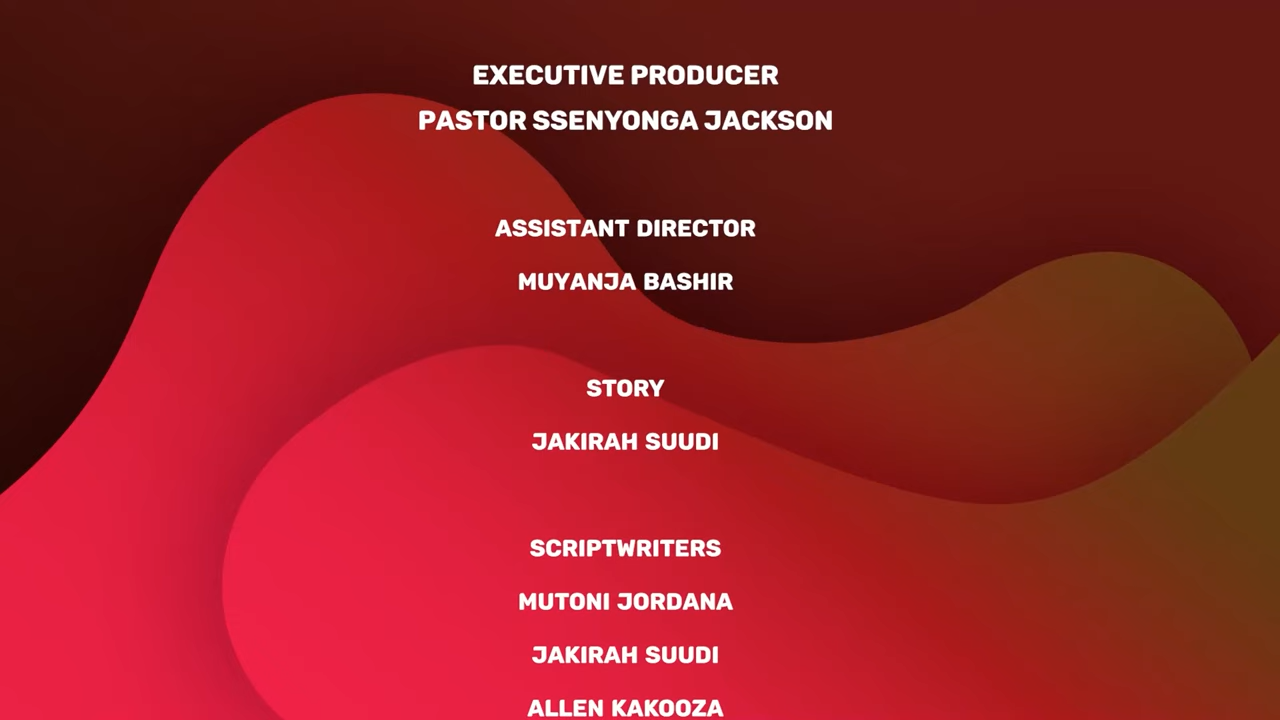 EXECUTIVE PRODUCER
PASTOR SSENYONGA JACKSON
ASSISTANT DIRECTOR
MUYANJA BASHIR
STORY
JAKIRAH SUUDI
SCRIPTWRITERS
MUTONI JORDANA
JAKIRAH SUUDI
ALLEN KAKOOZA